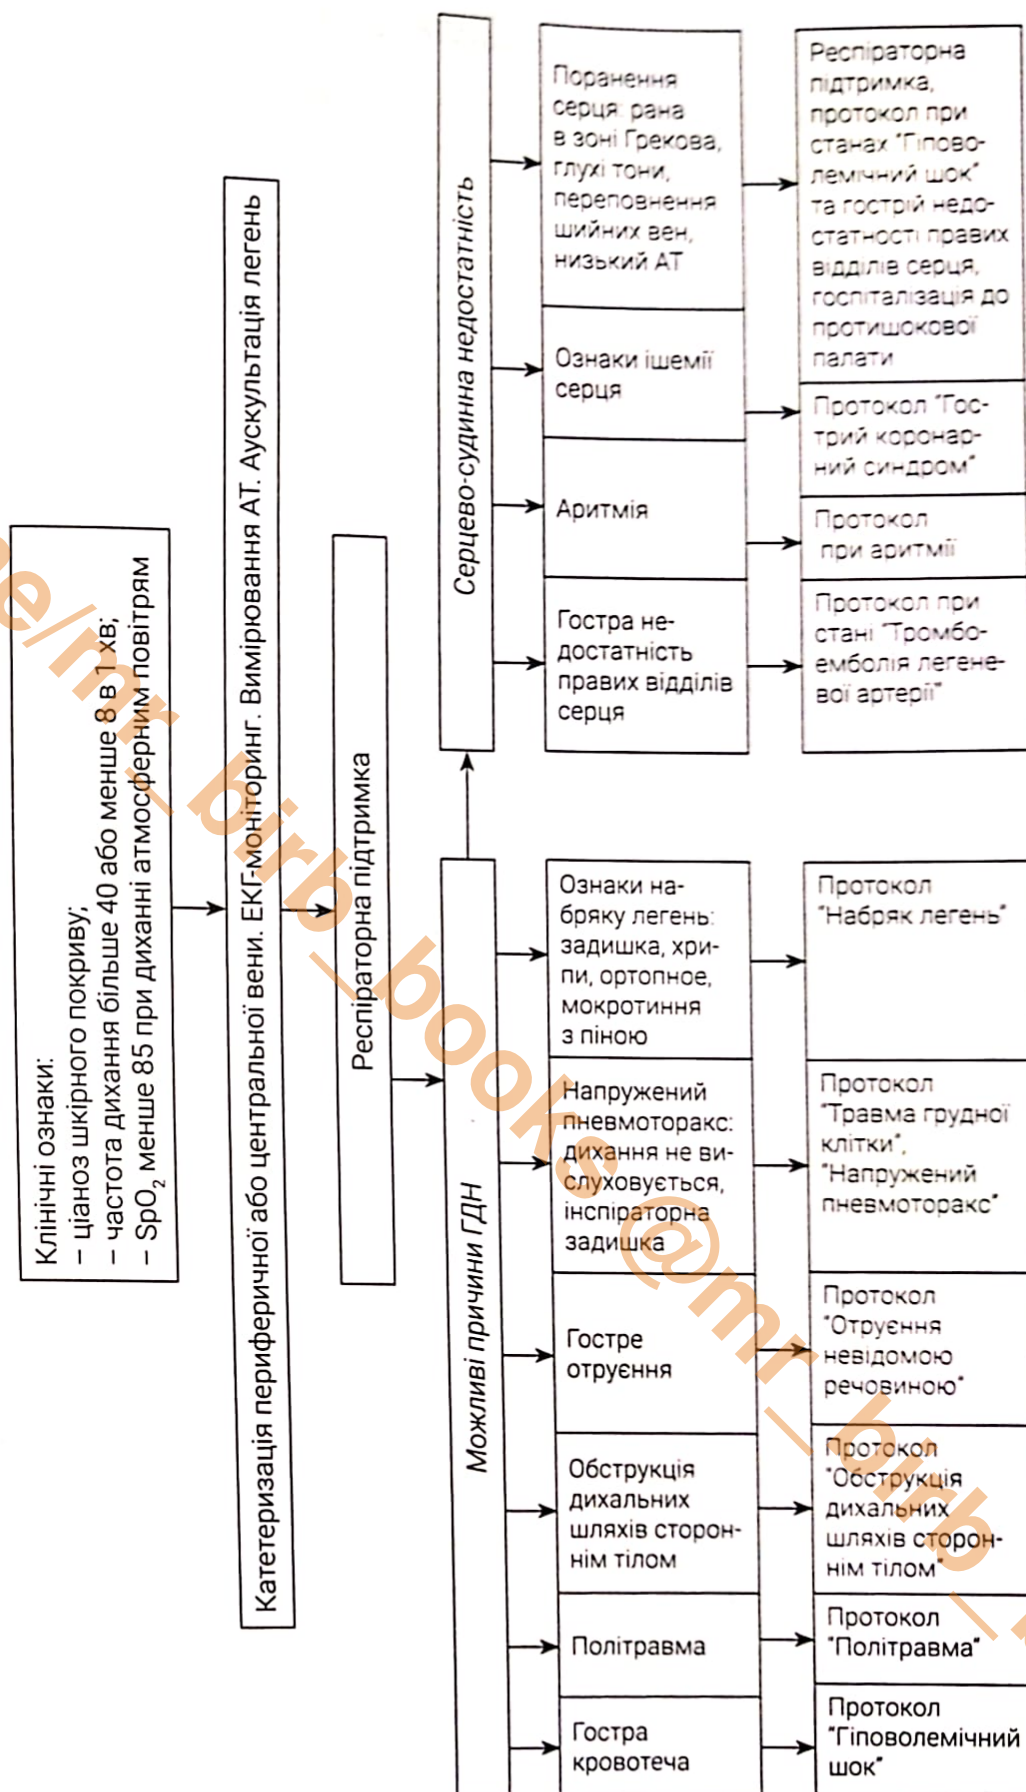 Клінічні ознаки:
– ціаноз шкірного покриву;
– частота дихання більше 40 або менше 8 в 1 хв;
– SpO₂ менше 85 при диханні атмосферним повітрям
Катетеризація периферичної або центральної вени. ЕКГ-моніторинг. Вимірювання АТ. Аускультація легень
Респіраторна підтримка
Можливі причини ГДН
Серцево-судинна недостатність
Поранення
серця: рана
в зоні Грекова,
глухі тони,
переповнення
шийних вен,
низький АТ
Респіраторна
підтримка,
протокол при
станах "Гіпово-
лемічний шок"
та гострій недо-
статності правих
відділів серця,
госпіталізація до
протишокової
палати
Ознаки ішемії
серця
Протокол "Гос-
трий коронар-
ний синдром"
Аритмія
Протокол
при аритмії
Гостра не-
достатність
правих відділів
серця
Протокол при
стані "Тромбо-
емболія легене-
вої артерії"
Ознаки на-
бряку легень:
задишка, хри-
пи, ортопное,
мокротиння
з піною
Протокол
"Набряк легень"
Напружений
пневмоторакс:
дихання не ви-
слуховується,
інспіраторна
задишка
Протокол
"Травма грудної
клітки",
"Напружений
пневмоторакс"
Гостре
отруєння
Протокол
"Отруєння
невідомою
речовиною"
Обструкція
дихальних
шляхів сторон-
нім тілом
Протокол
"Обструкція
дихальних
шляхів сторон-
нім тілом"
Політравма
Протокол
"Політравма"
Гостра
кровотеча
Протокол
"Гіповолемічний
шок"
e/mr_birb_books @mr_birb_